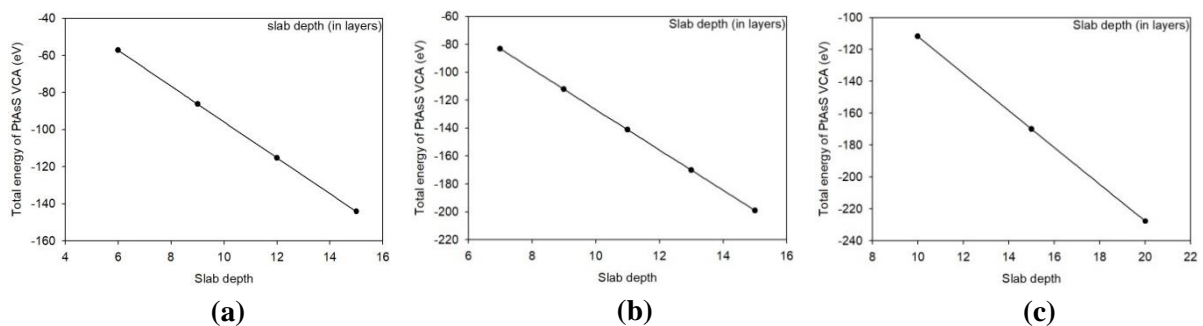 slab depth (in layers)
Total energy of PtAsS VCA (eV)
-40
-60
-80
-100
-120
-140
-160
4 6 8 10 12 14 16
Slab depth
(a)
Slab depth (in layers)
Total energy of PtAsS VCA (eV)
-60
-80
-100
-120
-140
-160
-180
-200
-220
6 8 10 12 14 16
Slab depth
(b)
Slab depth (in layers)
Total energy of PtAsS VCA (eV)
-100
-120
-140
-160
-180
-200
-220
-240
8 10 12 14 16 18 20 22
Slab depth
(c)